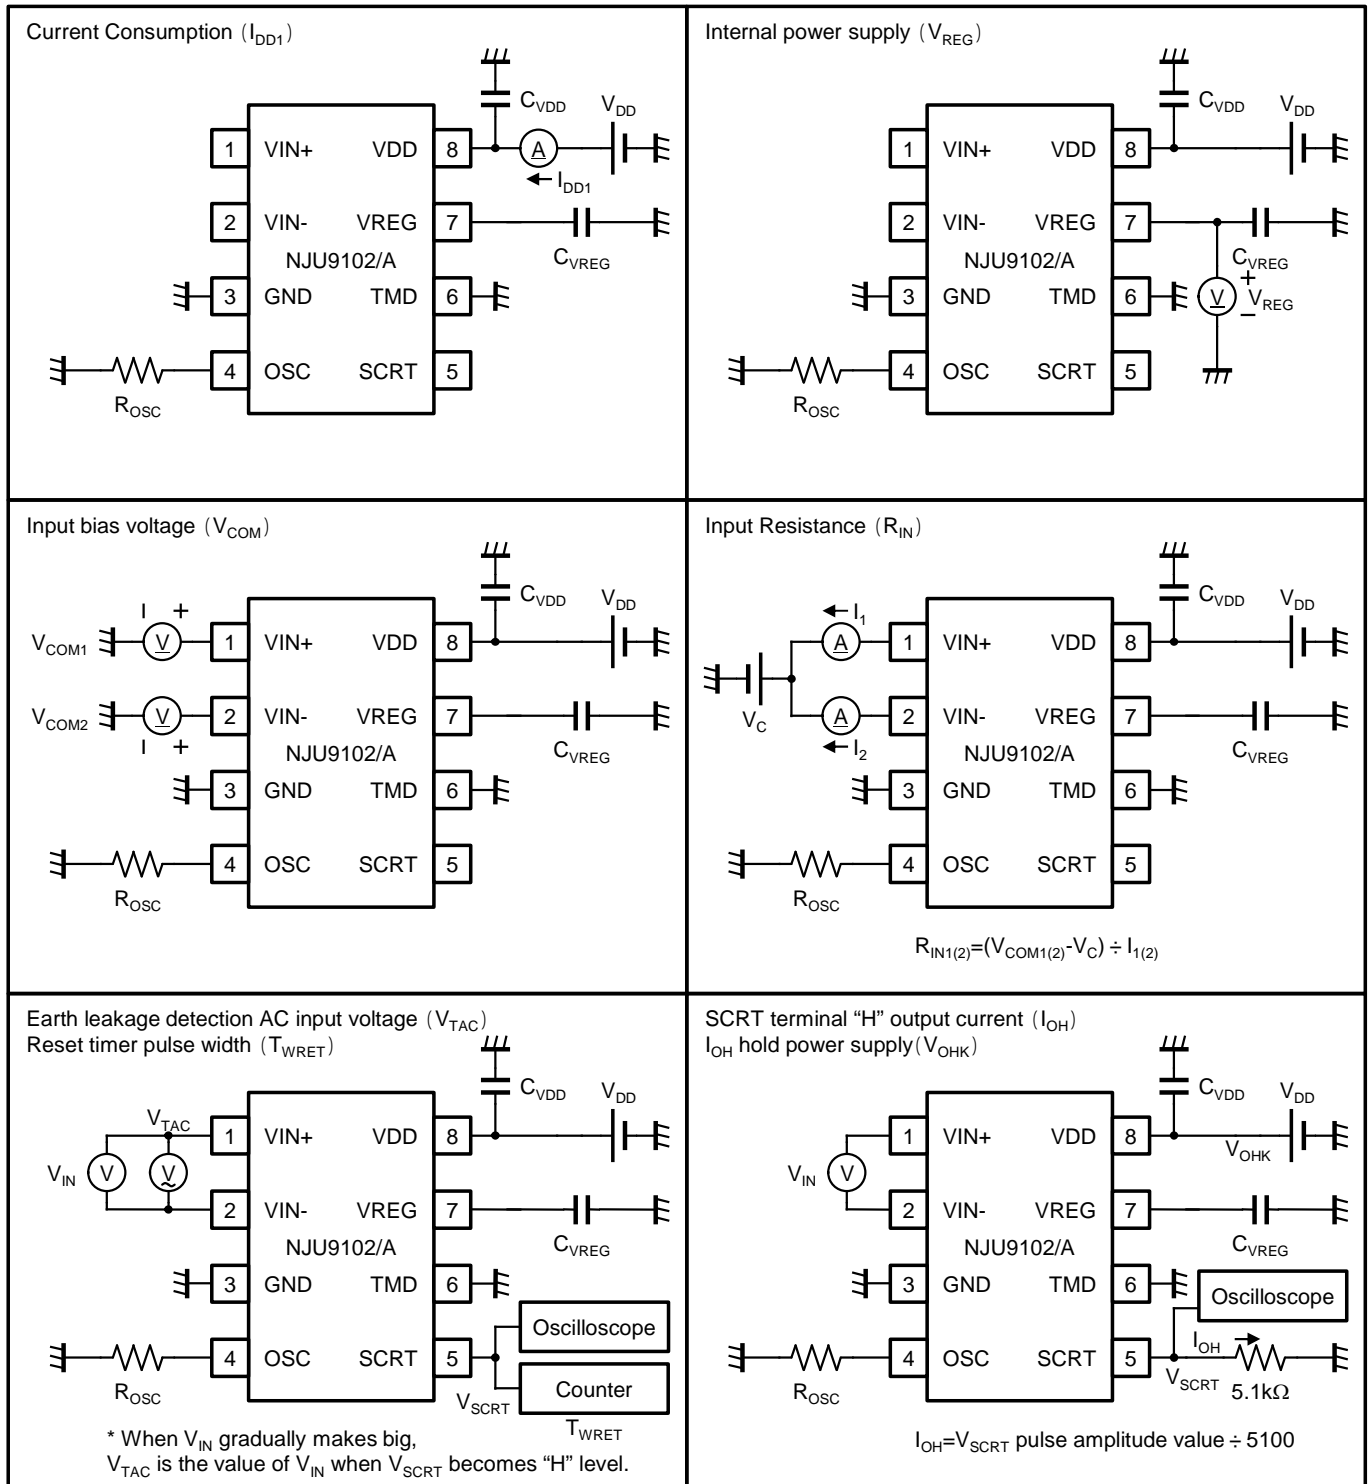 Current Consumption (IDD1)
CVDD
VDD
1 VIN+ VDD 8 A
IDD1
2 VIN- VREG 7
NJU9102/A
CVREG
3 GND TMD 6
4 OSC SCRT 5
ROSC
Internal power supply (VREG)
CVDD
VDD
1 VIN+ VDD 8
2 VIN- VREG 7
NJU9102/A
CVREG
3 GND TMD 6 V + VREG −
4 OSC SCRT 5
ROSC
Input bias voltage (VCOM)
CVDD
VDD
− +
VCOM1 V 1 VIN+ VDD 8
VCOM2 V 2 VIN- VREG 7
− +
NJU9102/A
CVREG
3 GND TMD 6
4 OSC SCRT 5
ROSC
Input Resistance (RIN)
CVDD
VDD
I1
A 1 VIN+ VDD 8
VC
A 2 VIN- VREG 7
I2
NJU9102/A
CVREG
3 GND TMD 6
4 OSC SCRT 5
ROSC
RIN1(2)=(VCOM1(2)-VC) ÷ I1(2)
Earth leakage detection AC input voltage (VTAC)
Reset timer pulse width (TWRET)
CVDD
VDD
VTAC
1 VIN+ VDD 8
VIN V V
2 VIN- VREG 7
NJU9102/A
CVREG
3 GND TMD 6
Oscilloscope
4 OSC SCRT 5
ROSC
VSCRT
Counter
TWRET
* When VIN gradually makes big,
VTAC is the value of VIN when VSCRT becomes “H” level.
SCRT terminal “H” output current (IOH)
IOH hold power supply(VOHK)
CVDD
VDD
1 VIN+ VDD 8
VOHK
VIN V
2 VIN- VREG 7
NJU9102/A
CVREG
3 GND TMD 6
Oscilloscope
IOH
4 OSC SCRT 5
ROSC
VSCRT
5.1kΩ
IOH=VSCRT pulse amplitude value ÷ 5100